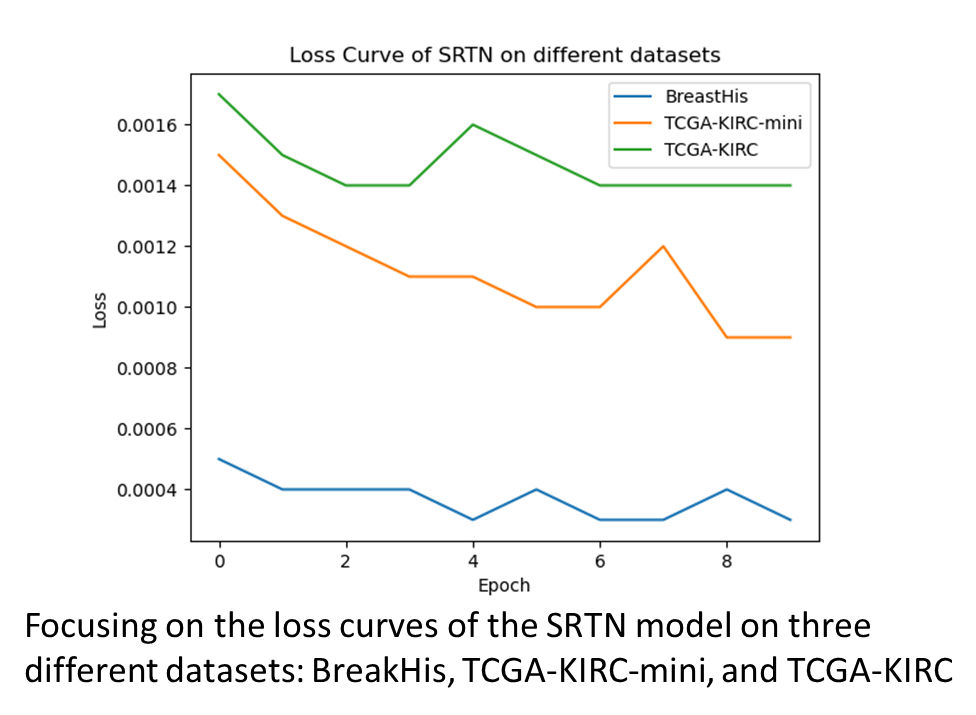 Loss Curve of SRTN on different datasets
BreastHis
TCGA-KIRC-mini
TCGA-KIRC
0.0016
0.0014
0.0012
0.0010
0.0008
0.0006
0.0004
Loss
0 2 4 6 8
Epoch
Focusing on the loss curves of the SRTN model on three
different datasets: BreakHis, TCGA-KIRC-mini, and TCGA-KIRC